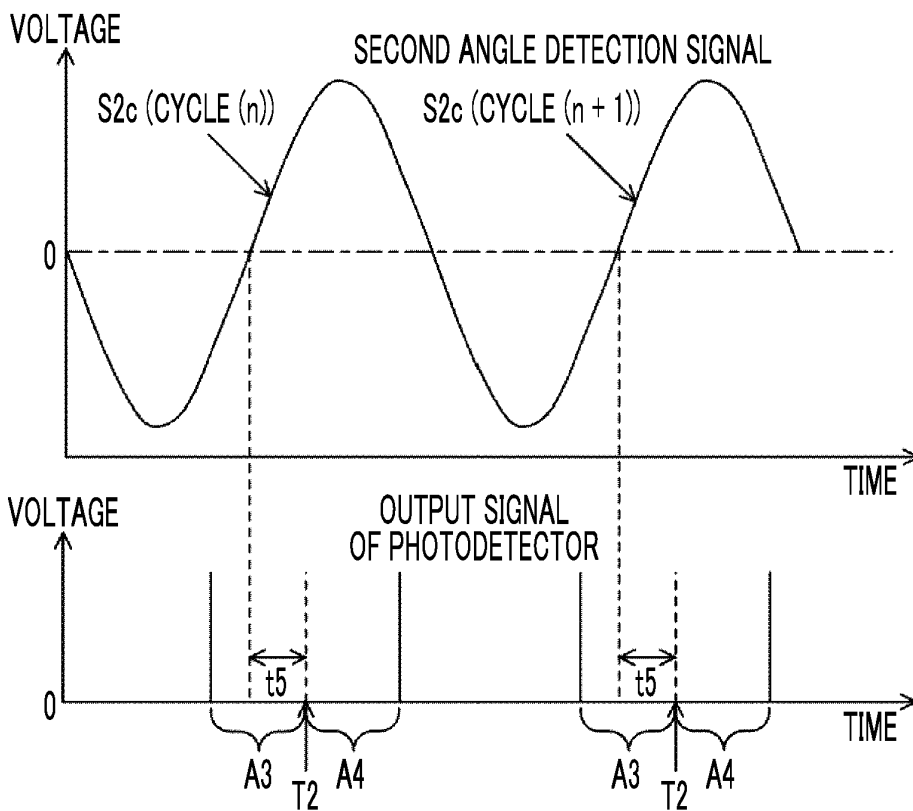 VOLTAGE
SECOND ANGLE DETECTION SIGNAL
S2c (CYCLE (n))
S2c (CYCLE (n + 1))
0
TIME
VOLTAGE
OUTPUT SIGNAL
OF PHOTODETECTOR
t5
t5
0
TIME
A3
A4
A3
A4
T2
T2